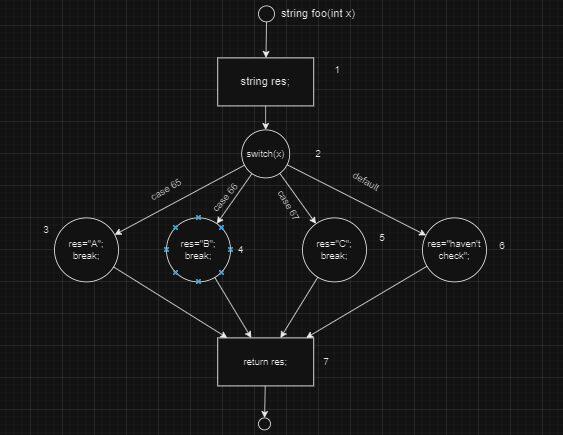 string foo(int x)
string res;
1
switch(x)
2
case 65
case 66
case 67
default
3
res="A";
break;
res="B";
break;
4
res="C";
break;
5
res="haven't
check";
6
return res;
7